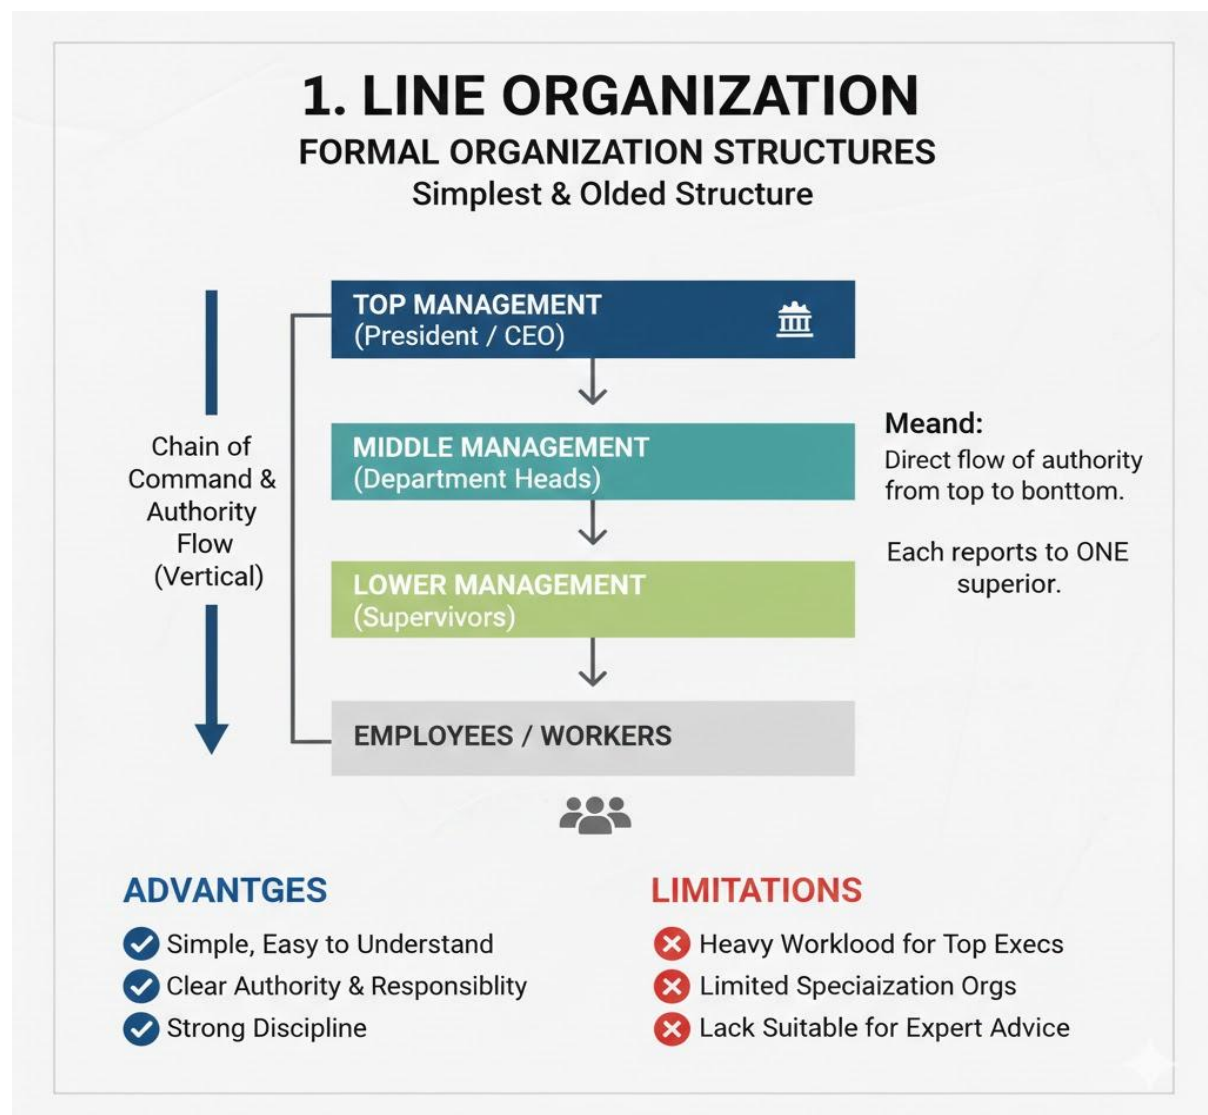 1. LINE ORGANIZATION
FORMAL ORGANIZATION STRUCTURES
Simplest & Olded Structure
Chain of
Command &
Authority
Flow
(Vertical)
TOP MANAGEMENT
(President / CEO)
MIDDLE MANAGEMENT
(Department Heads)
LOWER MANAGEMENT
(Supervivors)
EMPLOYEES / WORKERS
Meand:
Direct flow of authority
from top to bonttom.
Each reports to ONE
superior.
ADVANTGES
Simple, Easy to Understand
Clear Authority & Responsiblity
Strong Discipline
LIMITATIONS
Heavy Worklood for Top Execs
Limited Speciaization Orgs
Lack Suitable for Expert Advice